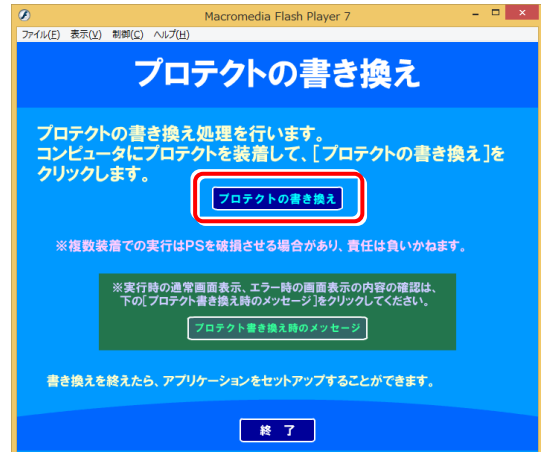 Macromedia Flash Player 7
ファイル(F) 表示(V) 制御(C) ヘルプ(H)
プロテクトの書き換え
プロテクトの書き換え処理を行います。
コンピュータにプロテクトを装着して、[プロテクトの書き換え]を
クリックします。
プロテクトの書き換え
※複数装着での実行はPSを破損させる場合があり、責任は負いかねます。
※実行時の通常画面表示、エラー時の画面表示の内容の確認は、
下の[プロテクト書き換え時のメッセージ]をクリックしてください。
プロテクト書き換え時のメッセージ
書き換えを終えたら、アプリケーションをセットアップすることができます。
終 了